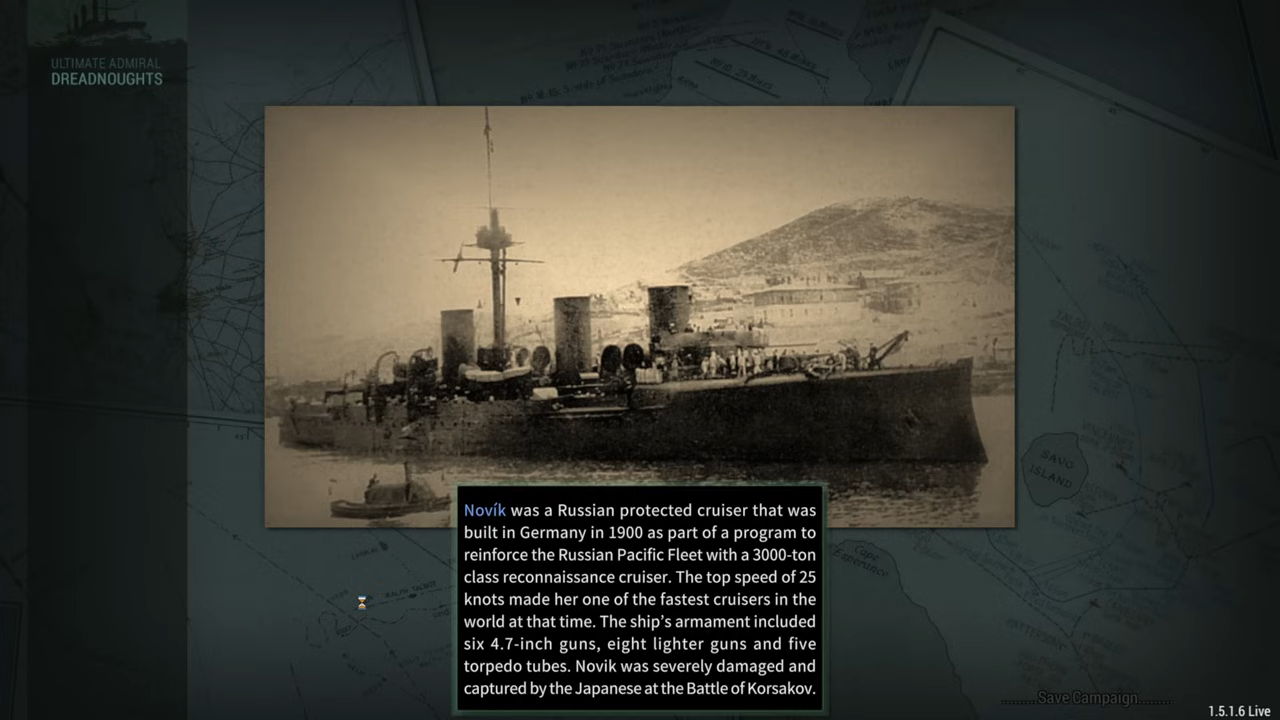 ULTIMATE ADMIRAL
DREADNOUGHTS
SAVO
ISLAND
Novík was a Russian protected cruiser that was
built in Germany in 1900 as part of a program to
reinforce the Russian Pacific Fleet with a 3000-ton
class reconnaissance cruiser. The top speed of 25
knots made her one of the fastest cruisers in the
world at that time. The ship's armament included
six 4.7-inch guns, eight lighter guns and five
torpedo tubes. Novik was severely damaged and
captured by the Japanese at the Battle of Korsakov.
Cape
Esperance
RALPH TALBOT
.........Save Campaign.........
1.5.1.6 Live